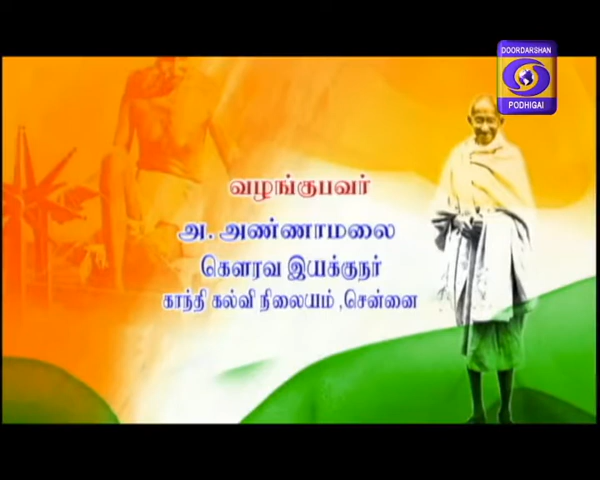 DOORDARSHAN
PODHIGAI
வழங்குபவர்
அ. அண்ணாமலை
கௌரவ இயக்குநர்
காந்தி கல்வி நிலையம் ,சென்னை